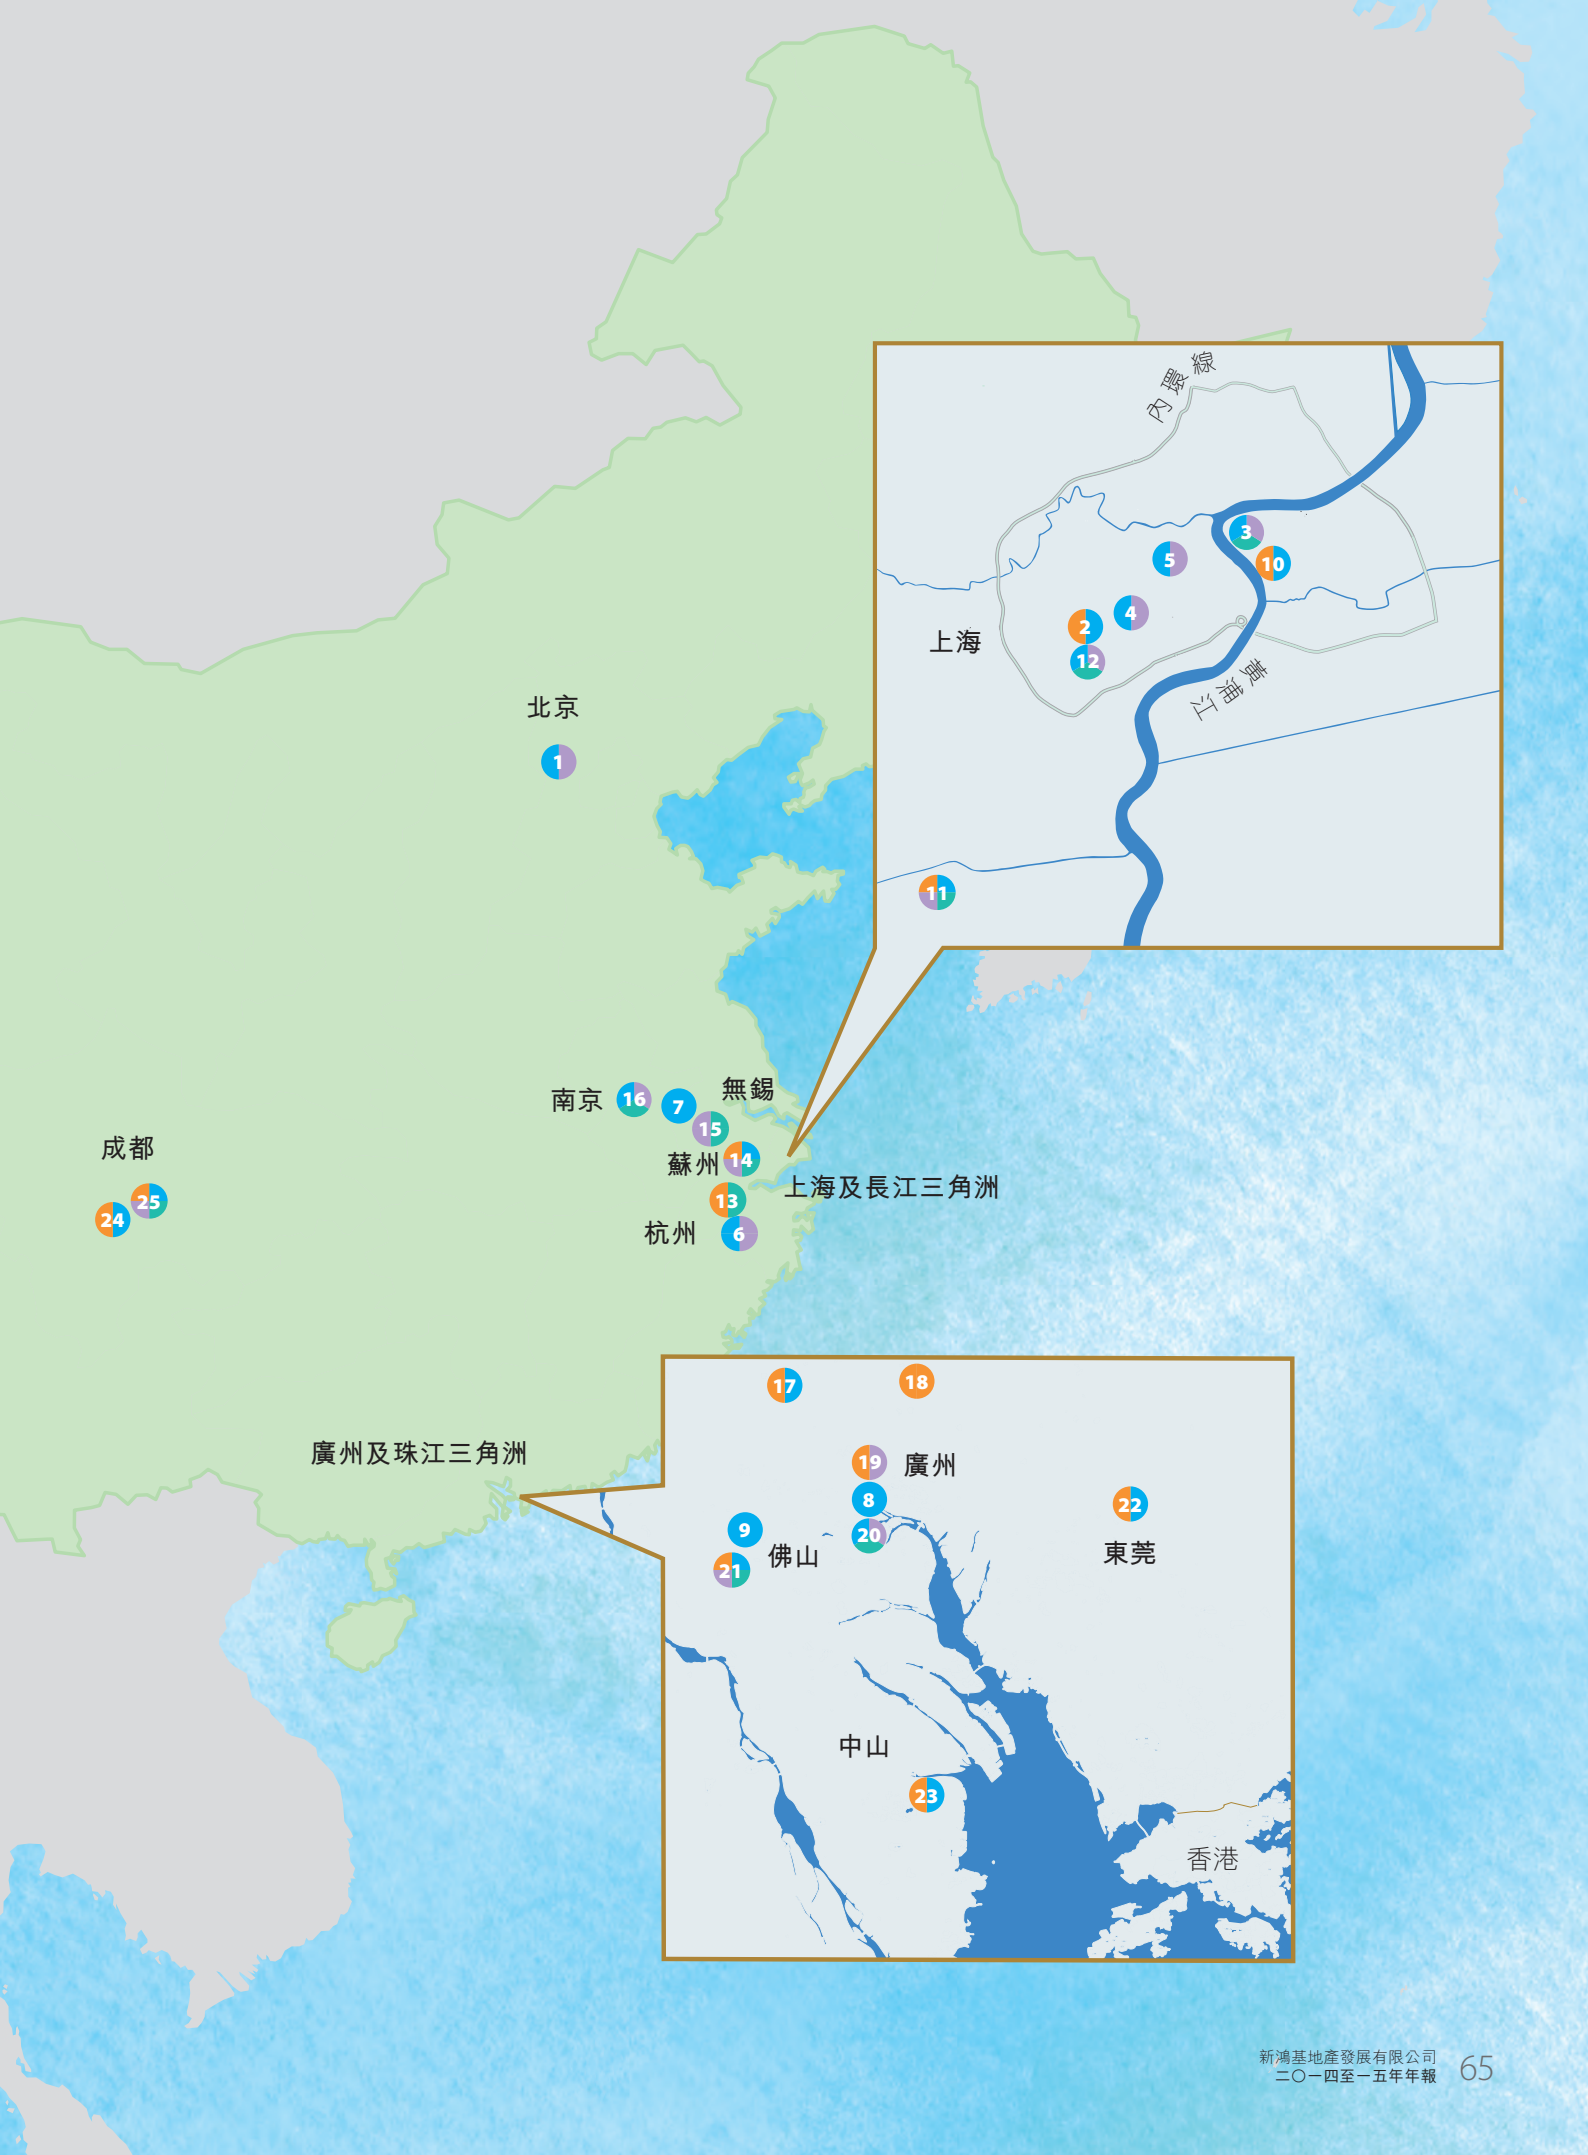 內環線
3
5
10
4
2
上海
12
黃浦江
北京
1
11
無錫
南京
16
7
15
成都
蘇州
14
上海及長江三角洲
25
13
24
杭州
6
17
18
廣州及珠江三角洲
19
廣州
8
22
9
20
東莞
佛山
21
中山
23
香港
新鴻基地產發展有限公司
二〇一四至一五年年報
65